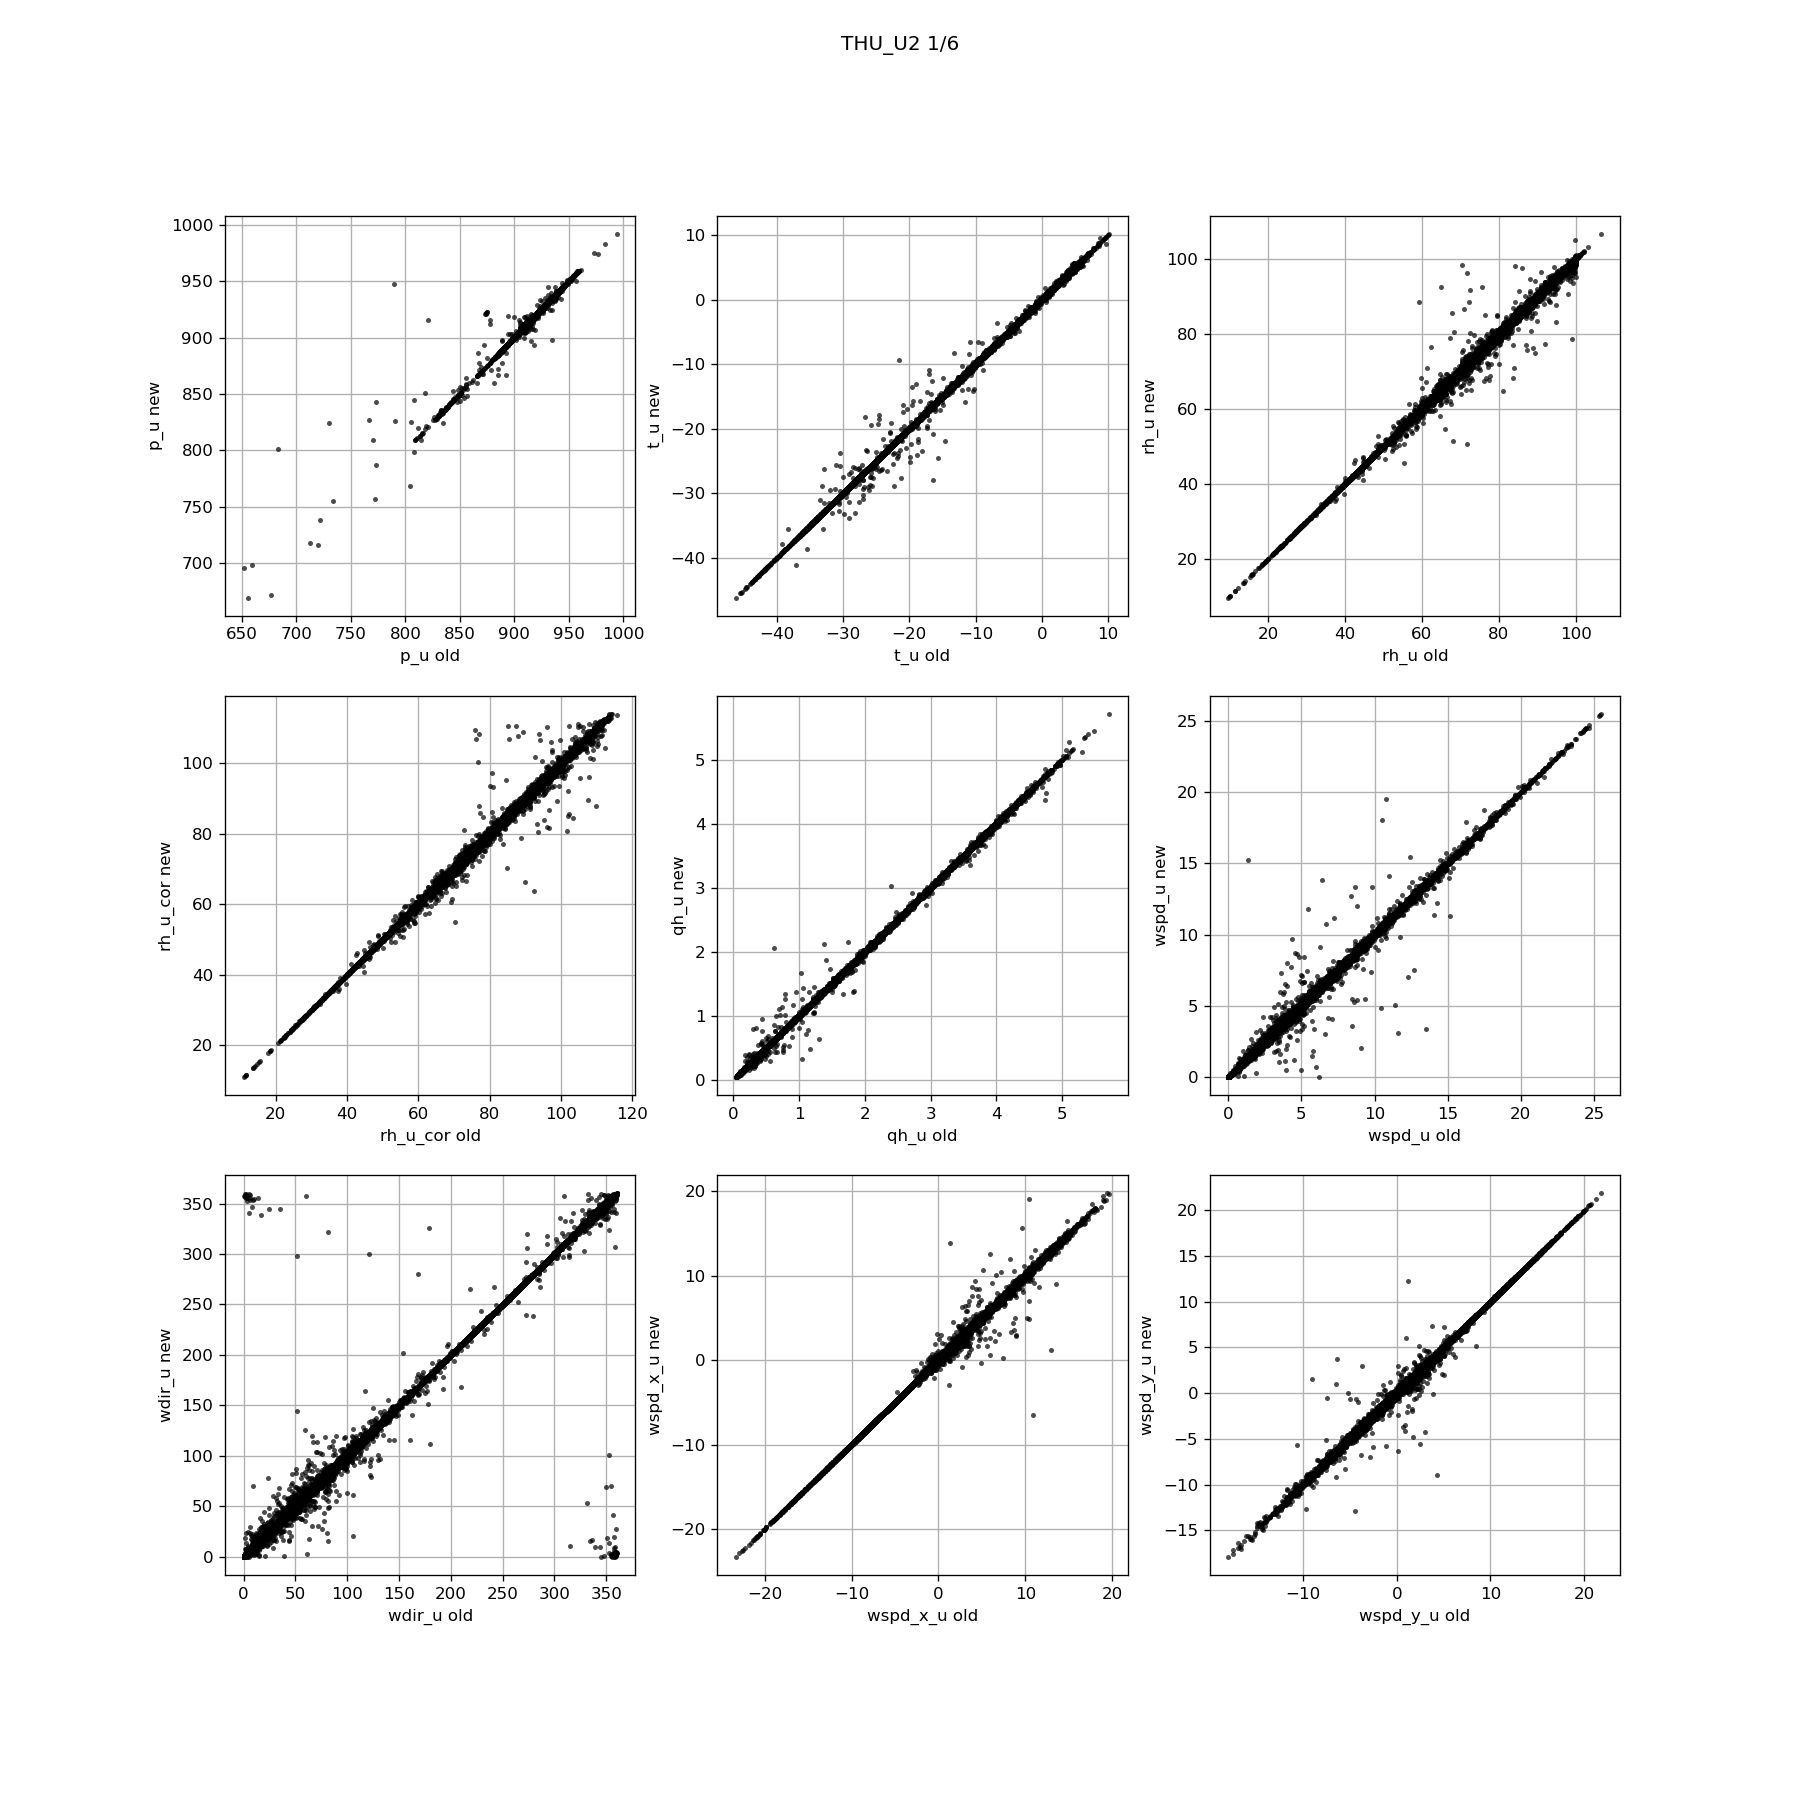 THU_U2 1/6
1000
950
900
850
800
750
700
p_u new
650 700 750 800 850 900 950 1000
p_u old
10
0
−10
−20
−30
−40
t_u new
−40 −30 −20 −10 0 10
t_u old
100
80
60
40
20
rh_u new
20 40 60 80 100
rh_u old
100
80
60
40
20
rh_u_cor new
20 40 60 80 100 120
rh_u_cor old
5
4
3
2
1
0
qh_u new
0 1 2 3 4 5
qh_u old
25
20
15
10
5
0
wspd_u new
0 5 10 15 20 25
wspd_u old
350
300
250
200
150
100
50
0
wdir_u new
0 50 100 150 200 250 300 350
wdir_u old
20
10
0
−10
−20
wspd_x_u new
−20 −10 0 10 20
wspd_x_u old
20
15
10
5
0
−5
−10
−15
wspd_y_u new
−10 0 10 20
wspd_y_u old